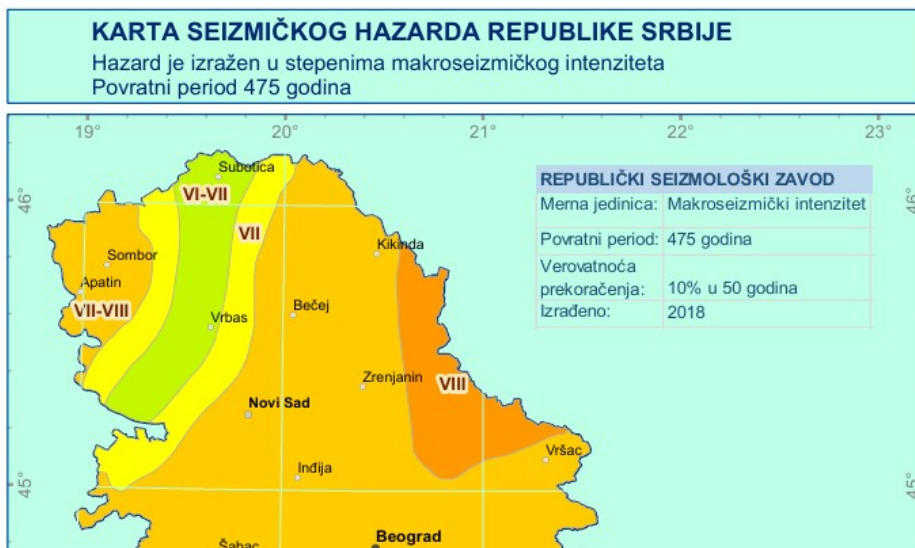 KARTA SEIZMIČKOG HAZARDA REPUBLIKE SRBIJE
Hazard je izražen u stepenima makroseizmičkog intenziteta
Povratni period 475 godina
19° 20° 21° 22° 23°
46° 46°
45° 45°
REPUBLIČKI SEIZMOLOŠKI ZAVOD
Merna jedinica: Makroseizmički intenzitet
Povratni period: 475 godina
Verovatnoća
prekoračenja: 10% u 50 godina
Izrađeno: 2018
Subotica
VI-VII
VII
Sombor
Kikinda
Apatin
VII-VIII
Bečej
Vrbas
Zrenjanin
VIII
Novi Sad
Vršac
Inđija
Beograd
Šabac